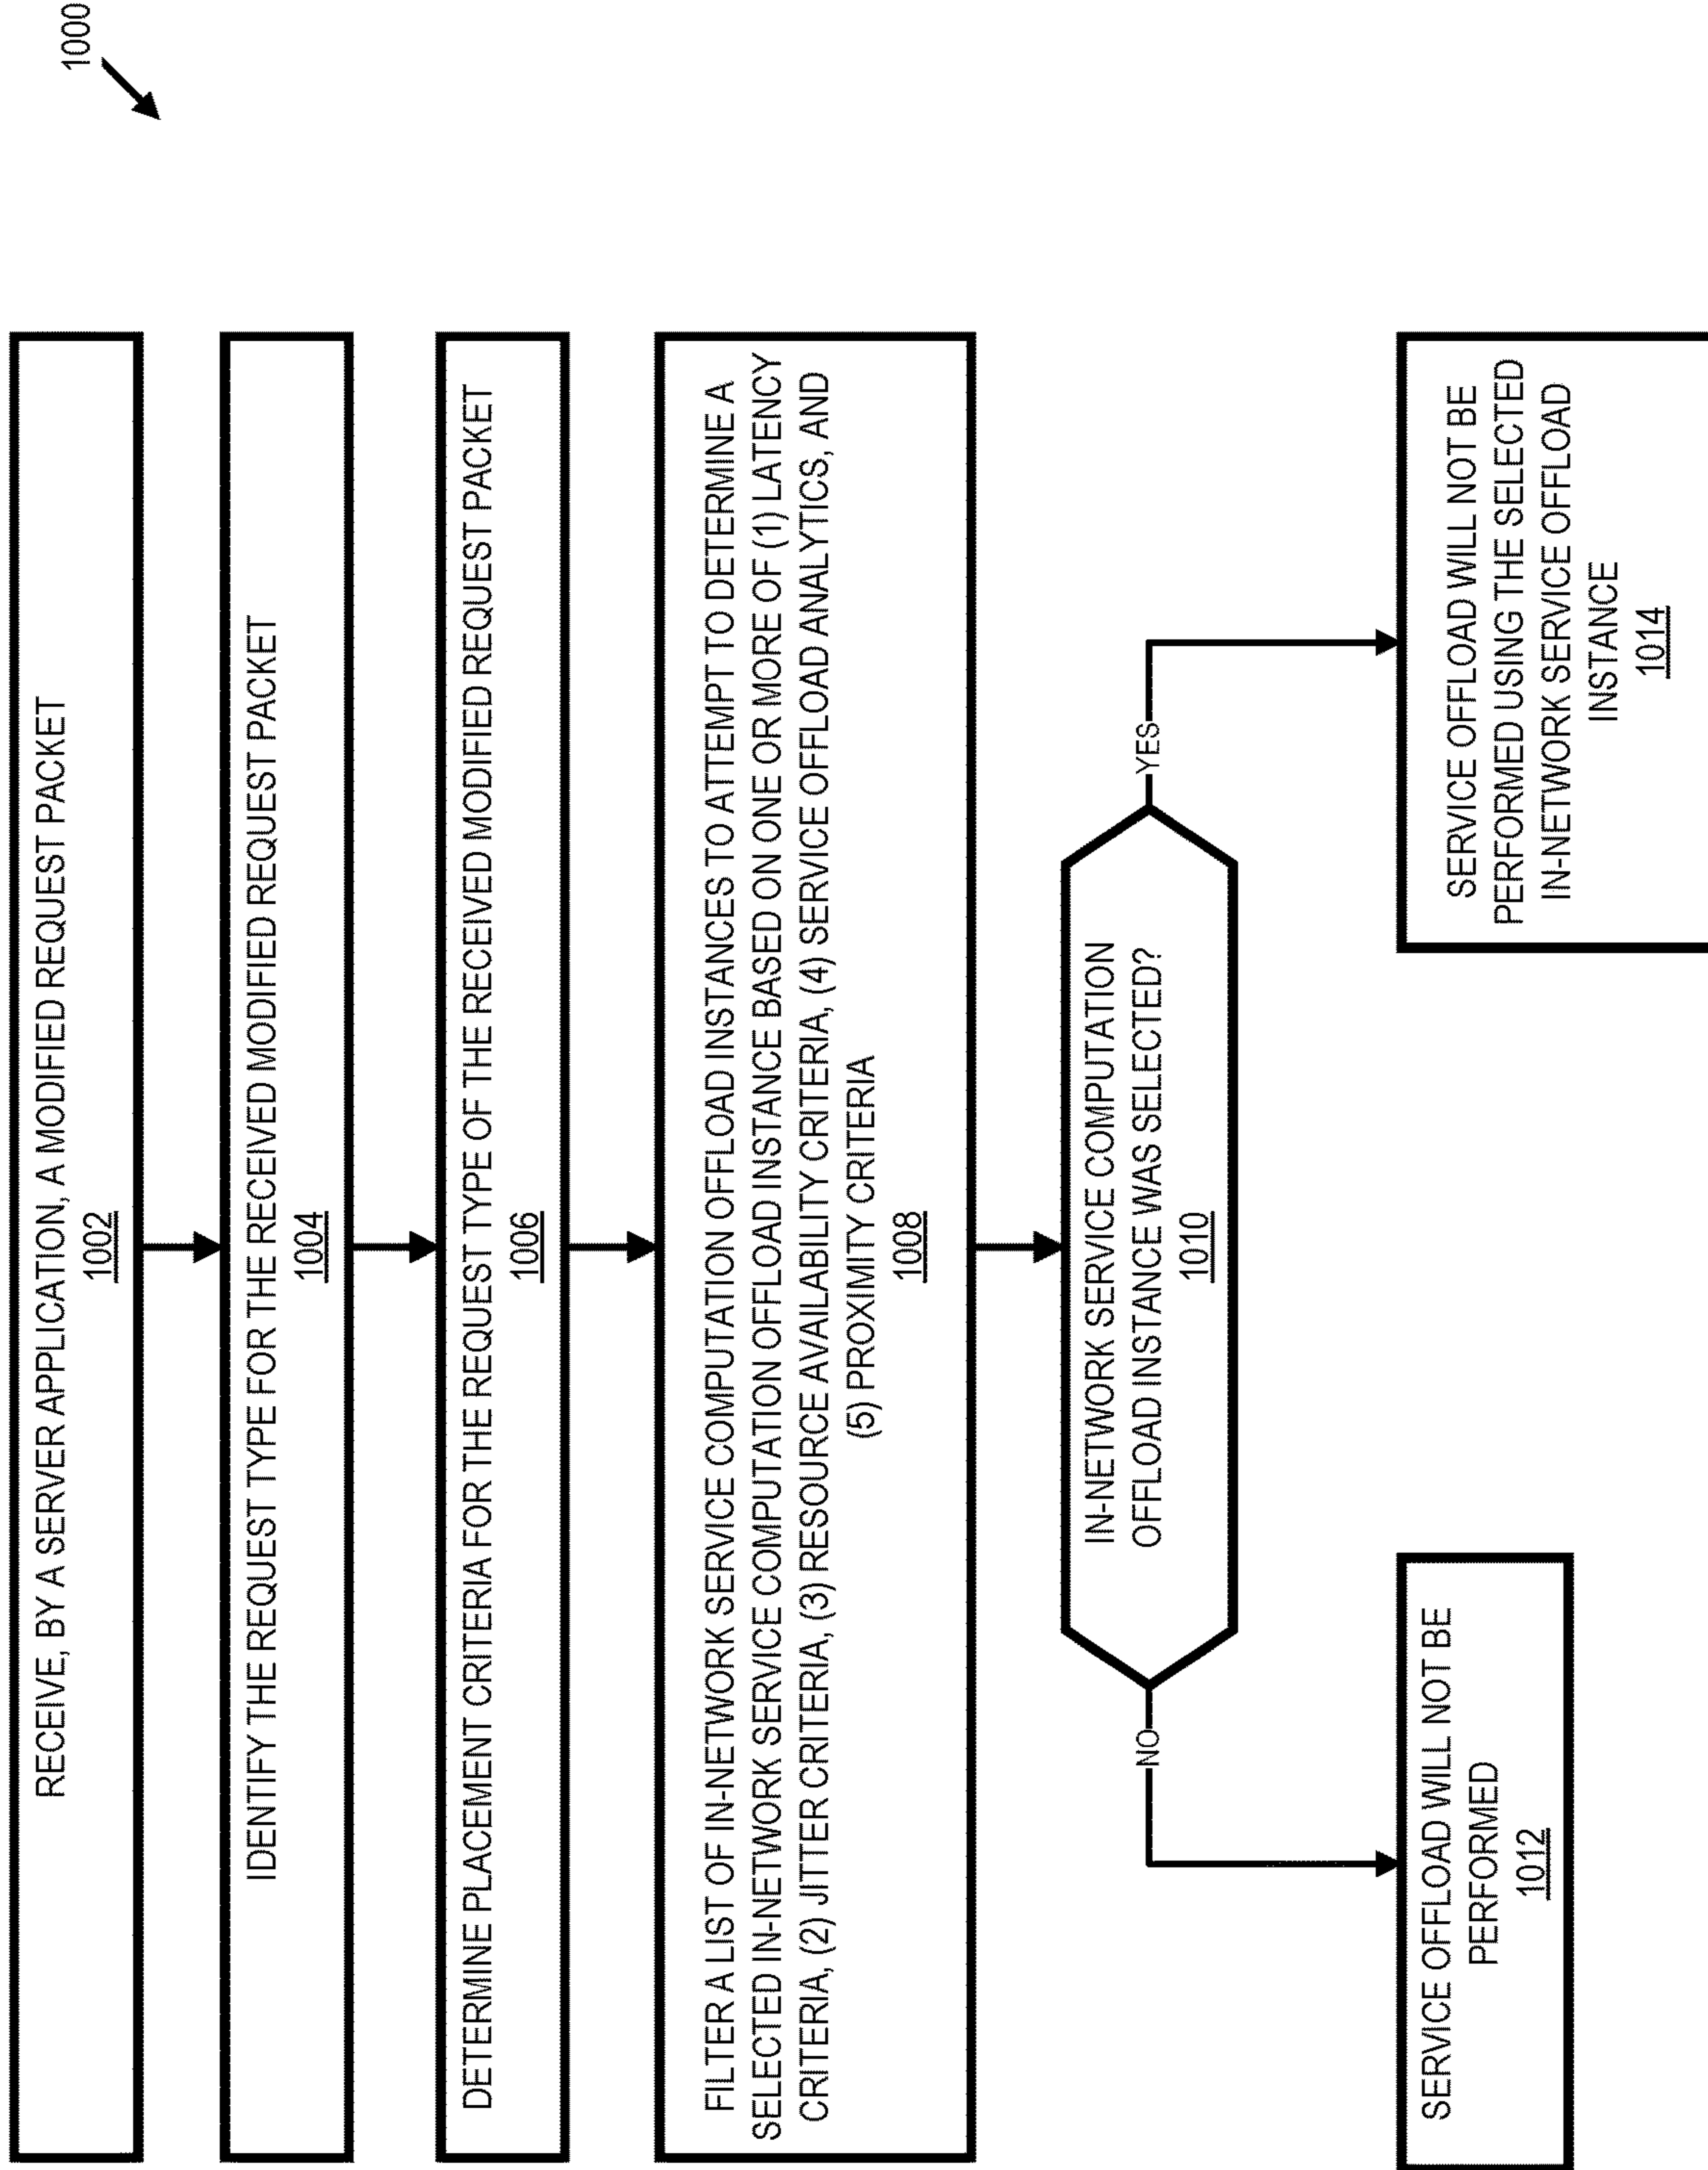 1000
RECEIVE, BY A SERVER APPLICATION, A MODIFIED REQUEST PACKET
1002
IDENTIFY THE REQUEST TYPE FOR THE RECEIVED MODIFIED REQUEST PACKET
1004
DETERMINE PLACEMENT CRITERIA FOR THE REQUEST TYPE OF THE RECEIVED MODIFIED REQUEST PACKET
1006
FILTER A LIST OF IN-NETWORK SERVICE COMPUTATION OFFLOAD INSTANCES TO ATTEMPT TO DETERMINE A
SELECTED IN-NETWORK SERVICE COMPUTATION OFFLOAD INSTANCE BASED ON ONE OR MORE OF (1) LATENCY
CRITERIA, (2) JITTER CRITERIA, (3) RESOURCE AVAILABILITY CRITERIA, (4) SERVICE OFFLOAD ANALYTICS, AND
(5) PROXIMITY CRITERIA
1008
IN-NETWORK SERVICE COMPUTATION
OFFLOAD INSTANCE WAS SELECTED?
1010
NO
YES
SERVICE OFFLOAD WILL NOT BE
PERFORMED
1012
SERVICE OFFLOAD WILL NOT BE
PERFORMED USING THE SELECTED
IN-NETWORK SERVICE OFFLOAD
INSTANCE
1014